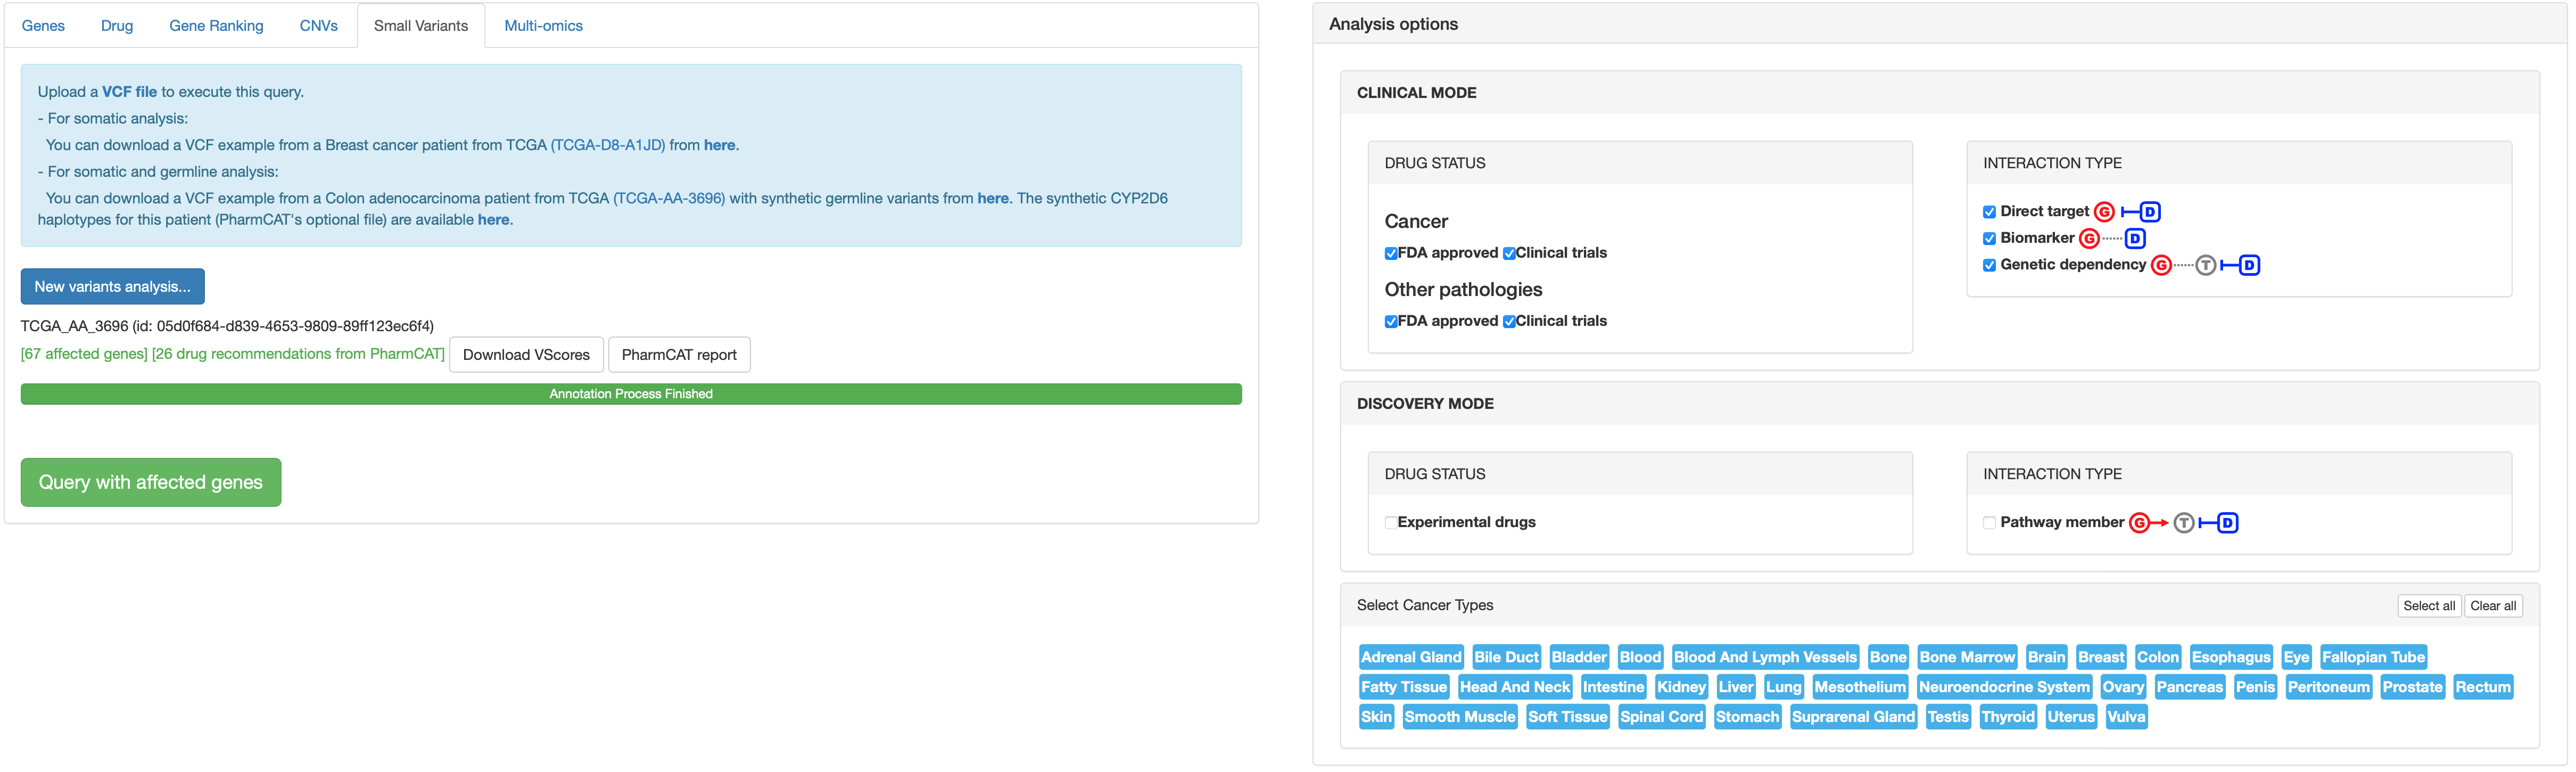 Genes Drug Gene Ranking CNVs Small Variants Multi-omics
Upload a VCF file to execute this query.
- For somatic analysis:
You can download a VCF example from a Breast cancer patient from TCGA (TCGA-D8-A1JD) from here.
- For somatic and germline analysis:
You can download a VCF example from a Colon adenocarcinoma patient from TCGA (TCGA-AA-3696) with synthetic germline variants from here. The synthetic CYP2D6
haplotypes for this patient (PharmCAT's optional file) are available here.
New variants analysis...
TCGA_AA_3696 (id: 05d0f684-d839-4653-9809-89ff123ec6f4)
[67 affected genes] [26 drug recommendations from PharmCAT] Download VScores PharmCAT report
Annotation Process Finished
Query with affected genes
Analysis options
CLINICAL MODE
DRUG STATUS
Cancer
FDA approved Clinical trials
Other pathologies
FDA approved Clinical trials
INTERACTION TYPE
Direct target G D
Biomarker G D
Genetic dependency G T D
DISCOVERY MODE
DRUG STATUS
Experimental drugs
INTERACTION TYPE
Pathway member G T D
Select Cancer Types Select all Clear all
Adrenal Gland Bile Duct Bladder Blood Blood And Lymph Vessels Bone Bone Marrow Brain Breast Colon Esophagus Eye Fallopian Tube
Fatty Tissue Head And Neck Intestine Kidney Liver Lung Mesothelium Neuroendocrine System Ovary Pancreas Penis Peritoneum Prostate Rectum
Skin Smooth Muscle Soft Tissue Spinal Cord Stomach Suprarenal Gland Testis Thyroid Uterus Vulva